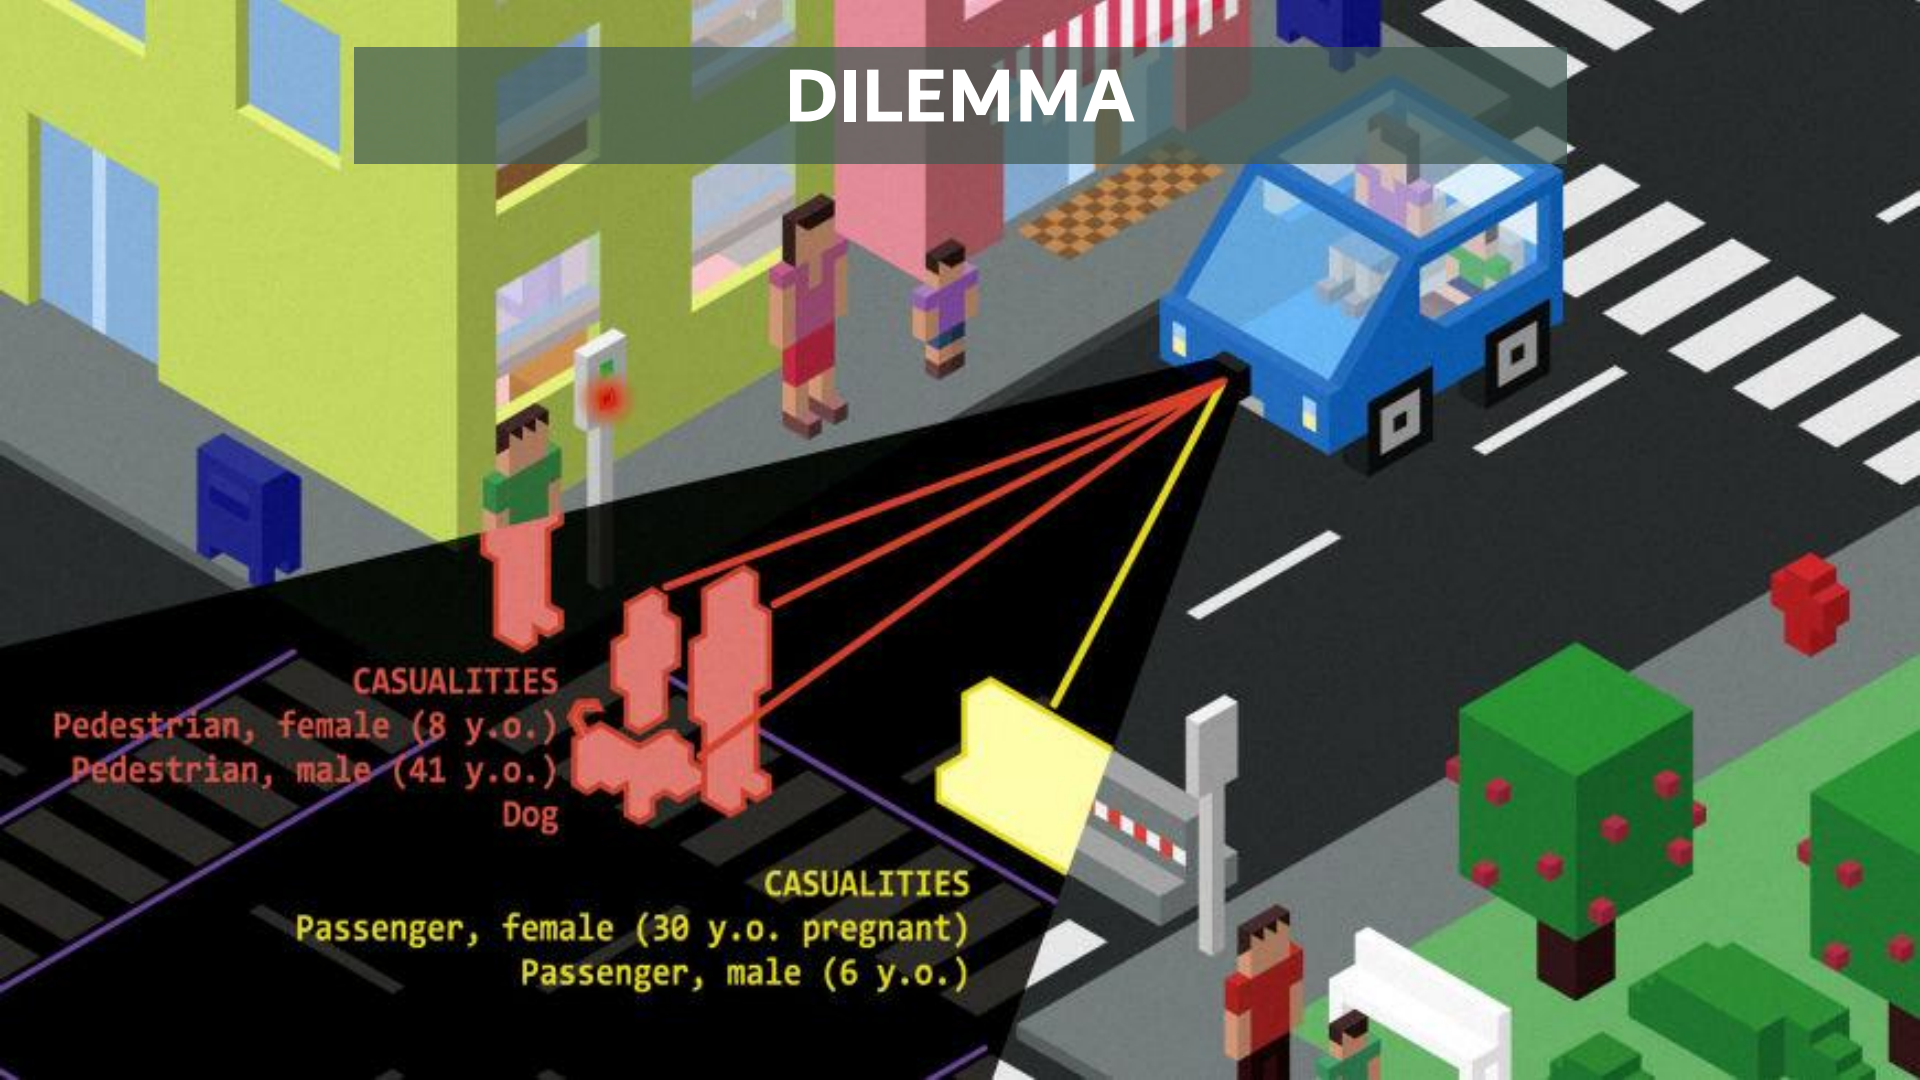 DILEMMA
CASUALITIES
Pedestrian, female (8 y.o.)
Pedestrian, male (41 y.o.)
Dog
CASUALITIES
Passenger, female (30 y.o. pregnant)
Passenger, male (6 y.o.)